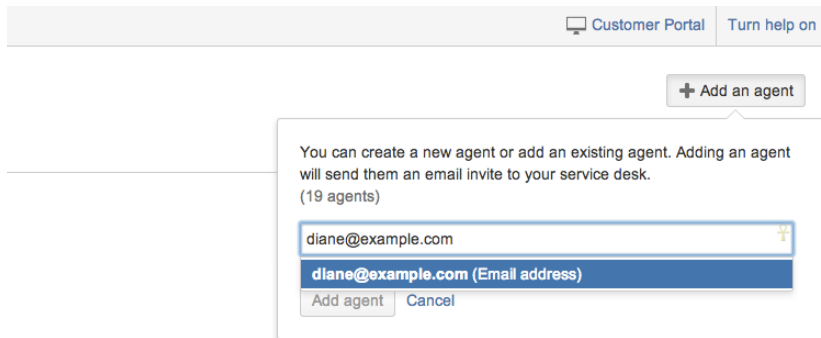 Customer Portal Turn help on
Add an agent
You can create a new agent or add an existing agent. Adding an agent
will send them an email invite to your service desk.
(19 agents)
diane@example.com
diane@example.com (Email address)
Add agent Cancel